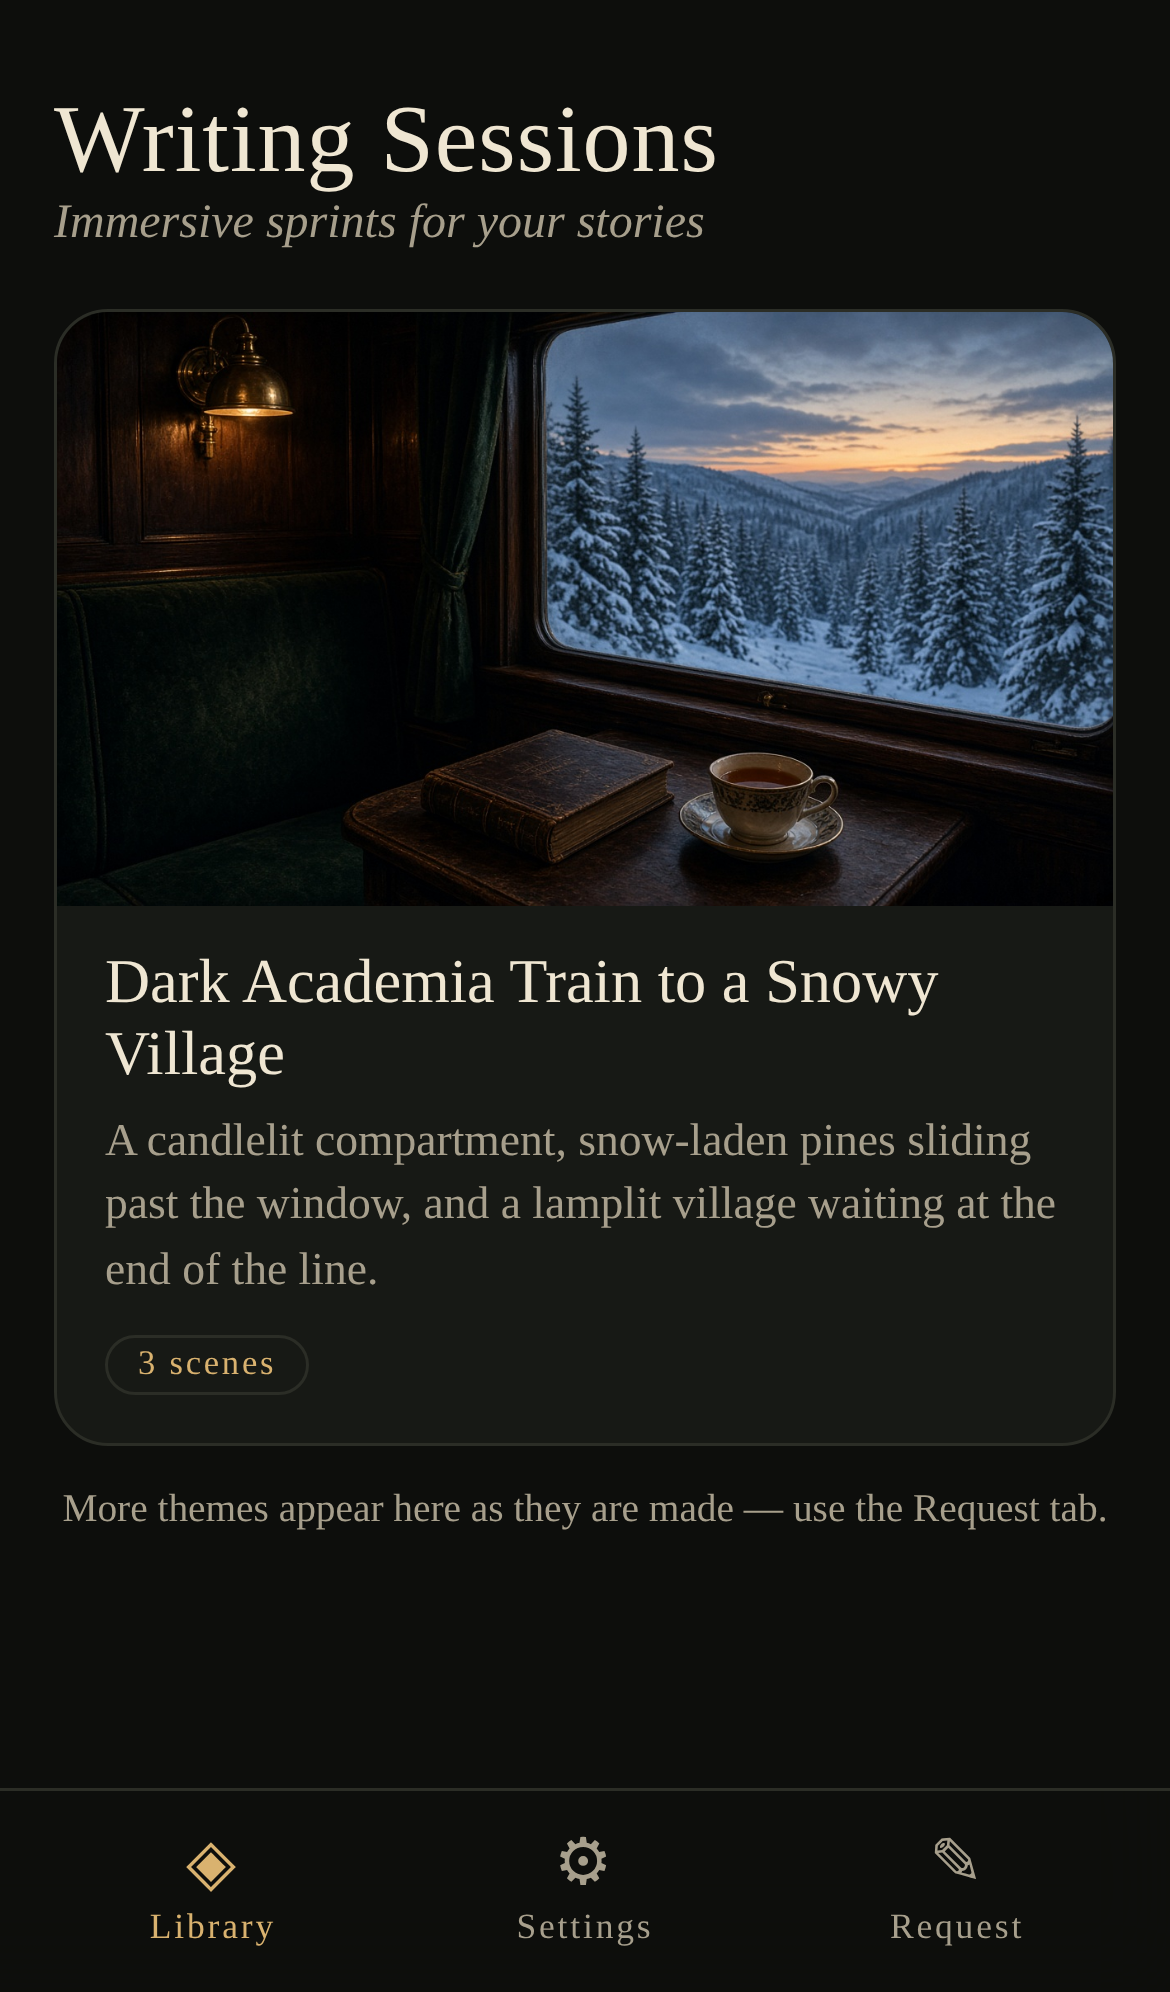 Writing Sessions
Immersive sprints for your stories
Dark Academia Train to a Snowy
Village
A candlelit compartment, snow-laden pines sliding
past the window, and a lamplit village waiting at the
end of the line.
3 scenes
More themes appear here as they are made — use the Request tab.
Library
Settings
Request